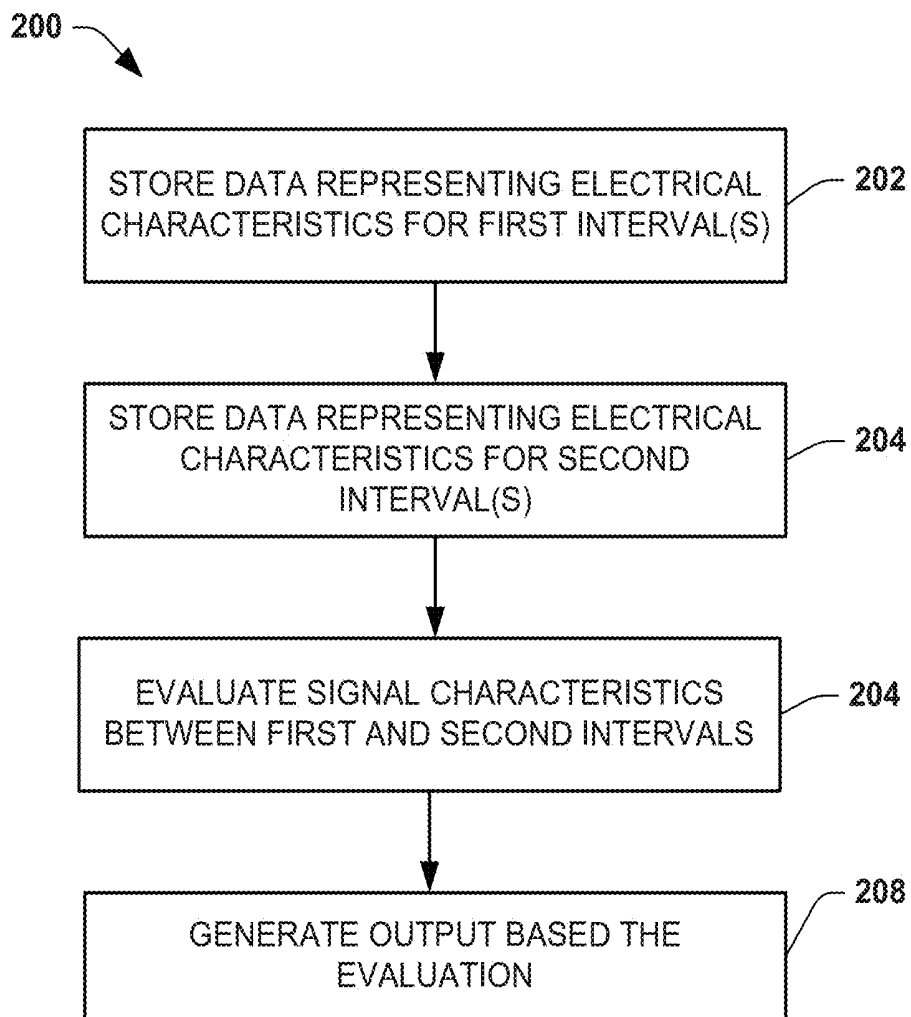 200
STORE DATA REPRESENTING ELECTRICAL
CHARACTERISTICS FOR FIRST INTERVAL(S)
202
STORE DATA REPRESENTING ELECTRICAL
CHARACTERISTICS FOR SECOND
INTERVAL(S)
204
EVALUATE SIGNAL CHARACTERISTICS
BETWEEN FIRST AND SECOND INTERVALS
204
GENERATE OUTPUT BASED THE
EVALUATION
208